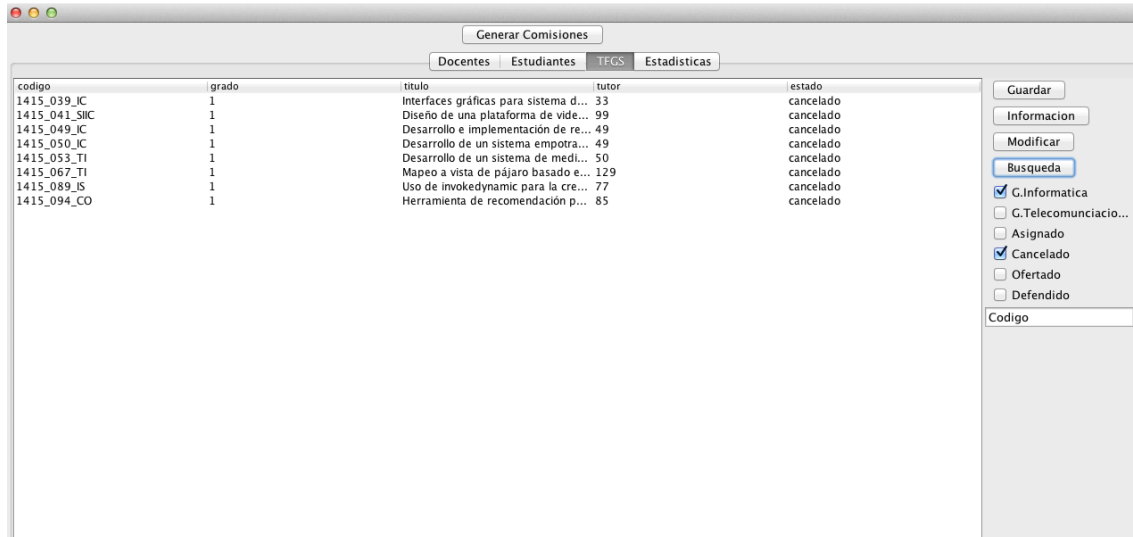 Generar Comisiones
Docentes Estudiantes TFGS Estadisticas
codigo grado titulo tutor estado
1415_039_IC 1 Interfaces gráficas para sistema d... 33 cancelado
1415_041_SIIC 1 Diseño de una plataforma de vide... 99 cancelado
1415_049_IC 1 Desarrollo e implementación de re... 49 cancelado
1415_050_IC 1 Desarrollo de un sistema empotra... 49 cancelado
1415_053_TI 1 Desarrollo de un sistema de medi... 50 cancelado
1415_067_TI 1 Mapeo a vista de pájaro basado e... 129 cancelado
1415_089_IS 1 Uso de invokedynamic para la cre... 77 cancelado
1415_094_CO 1 Herramienta de recomendación p... 85 cancelado
Guardar
Informacion
Modificar
Busqueda
G.Informatica
G.Telecomunciacio...
Asignado
Cancelado
Ofertado
Defendido
Codigo